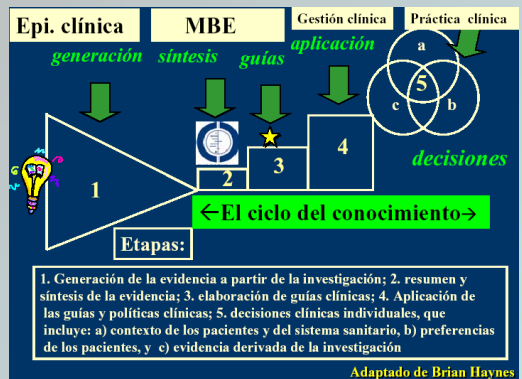 Epi. clínica
MBE
Gestión clínica
Práctica clínica
generación
síntesis
guías
aplicación
a
5
c
b
decisiones
1
2
3
4
←El ciclo del conocimiento→
Etapas:
1. Generación de la evidencia a partir de la investigación; 2. resumen y
síntesis de la evidencia; 3. elaboración de guías clínicas; 4. Aplicación de
las guías y políticas clínicas; 5. decisiones clínicas individuales, que
incluye: a) contexto de los pacientes y del sistema sanitario, b) preferencias
de los pacientes, y c) evidencia derivada de la investigación
Adaptado de Brian Haynes